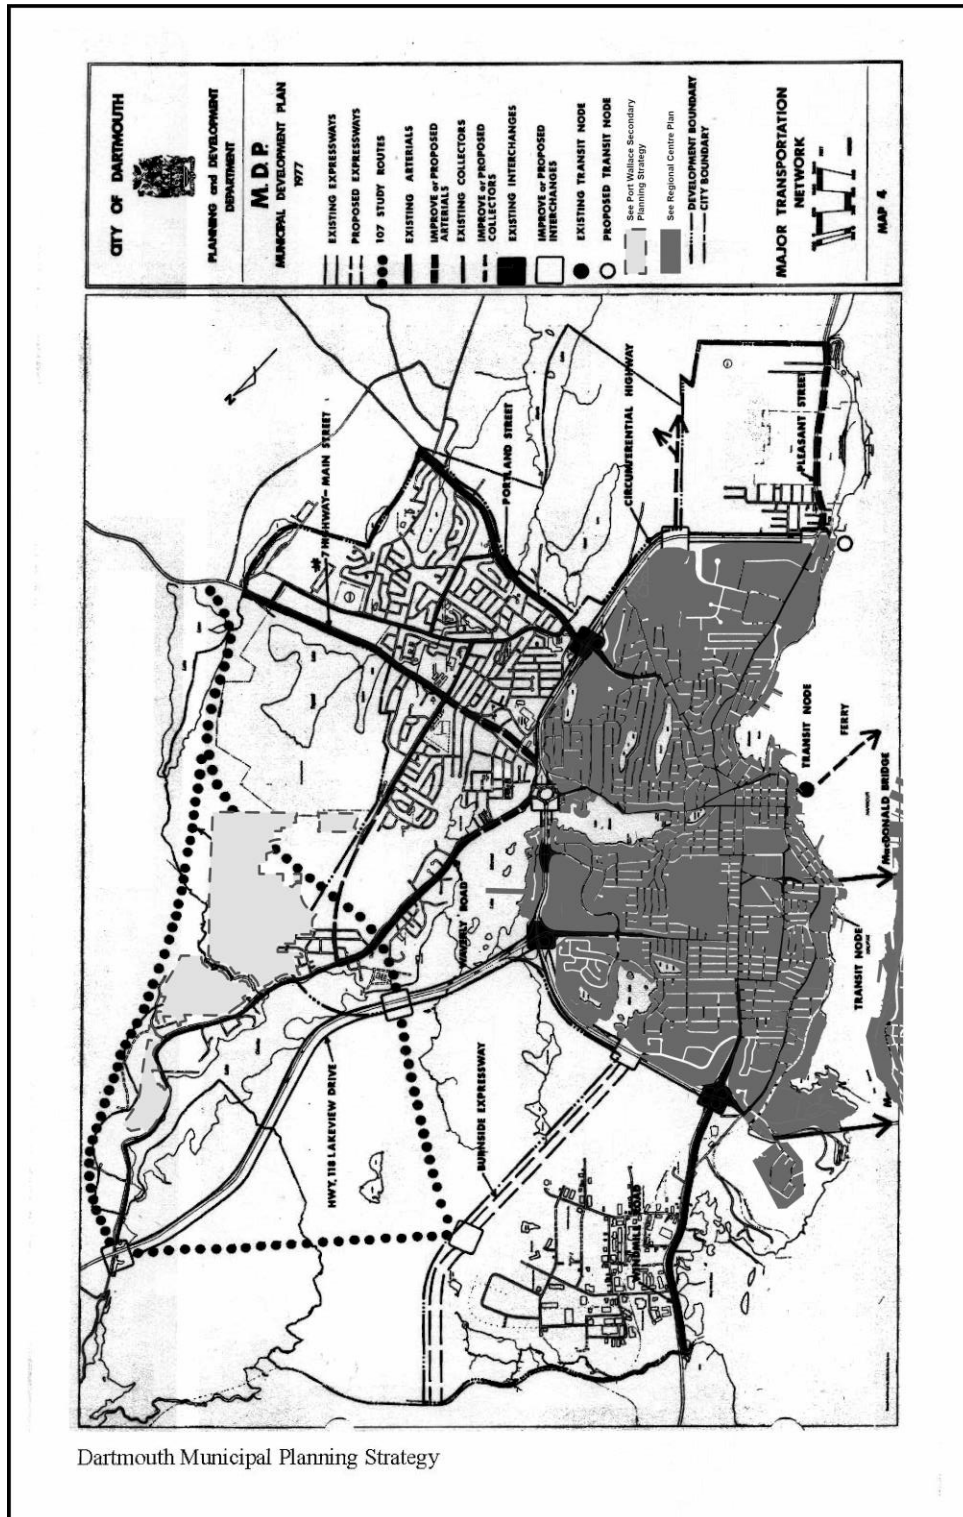 CITY OF DARTMOUTH
PLANNING and DEVELOPMENT
DEPARTMENT
M.D.P.
MUNICIPAL DEVELOPMENT PLAN
1977
EXISTING EXPRESSWAYS
PROPOSED EXPRESSWAYS
107 STUDY ROUTES
EXISTING ARTERIALS
IMPROVE or PROPOSED
ARTERIALS
EXISTING COLLECTORS
IMPROVE or PROPOSED
COLLECTORS
EXISTING INTERCHANGES
IMPROVE or PROPOSED
INTERCHANGES
EXISTING TRANSIT NODE
PROPOSED TRANSIT NODE
See Port Wallace Secondary
Planning Strategy
See Regional Centre Plan
DEVELOPMENT BOUNDARY
CITY BOUNDARY
MAJOR TRANSPORTATION
NETWORK
MAP 4
N
#7 HIGHWAY- MAIN STREET
PORTLAND STREET
CIRCUMFERENTIAL HIGHWAY
PLEASANT STREET
TRANSIT NODE
FERRY
MacDONALD BRIDGE
WAVERLY ROAD
TRANSIT NODE
HWY. 118 LAKEVIEW DRIVE
BURNSIDE EXPRESSWAY
WINDMILL ROAD
Dartmouth Municipal Planning Strategy